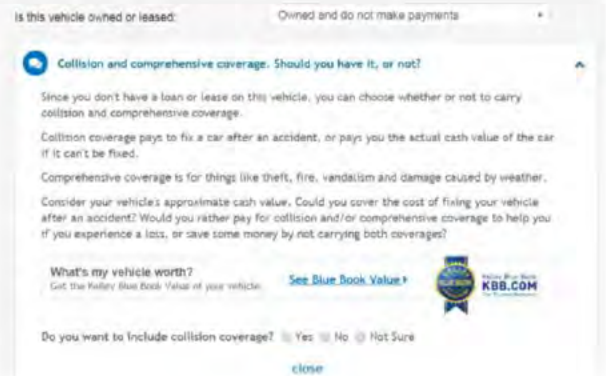 Is this vehicle owned or leased: Owned and do not make payments
Collision and comprehensive coverage. Should you have it, or not?
Since you don't have a loan or lease on this vehicle, you can choose whether or not to carry
collision and comprehensive coverage.
Collision coverage pays to fix a car after an accident, or pays you the actual cash value of the car
if it can't be fixed.
Comprehensive coverage is for things like theft, fire, vandalism and damage caused by weather.
Consider your vehicle's approximate cash value. Could you cover the cost of fixing your vehicle
after an accident? Would you rather pay for collision and/or comprehensive coverage to help you
if you experience a loss, or save some money by not carrying both coverages?
What's my vehicle worth?
Get the Kelley Blue Book Value of your vehicle.
See Blue Book Value
Kelley Blue Book
KBB.COM
Do you want to include collision coverage? Yes No Not Sure
close